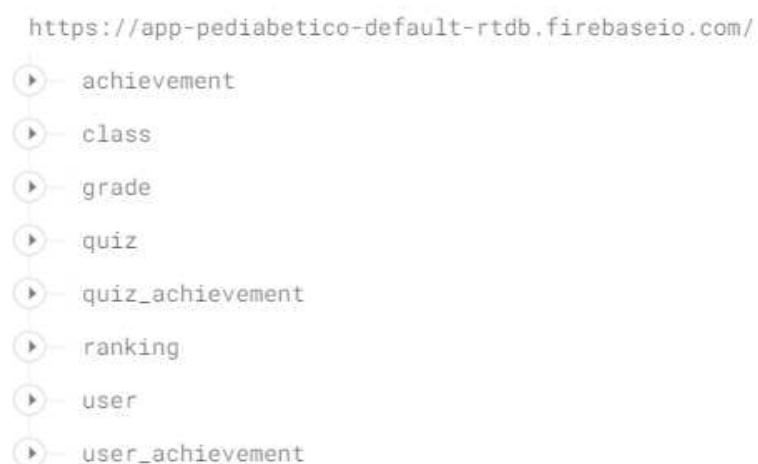 https://app-pediabetico-default-rtdb.firebaseio.com/
achievement
class
grade
quiz
quiz_achievement
ranking
user
user_achievement